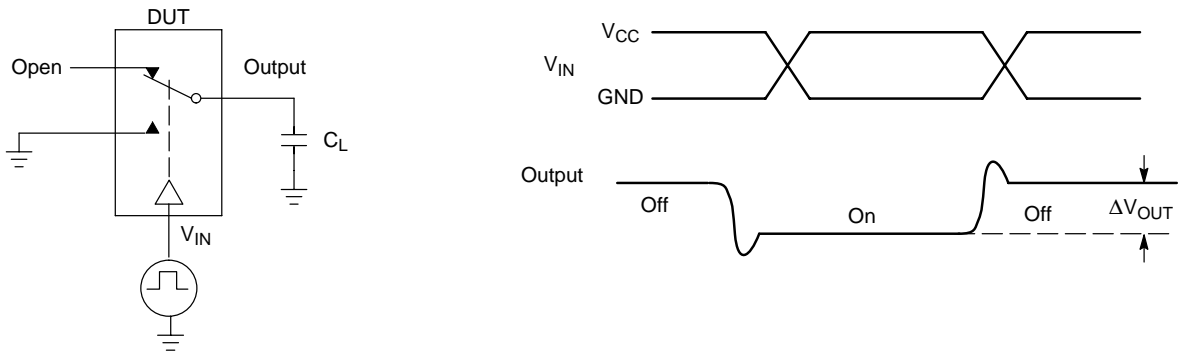 DUT
Open
Output
C_L
V_IN
V_CC
V_IN
GND
Output
Off
On
Off
ΔV_OUT